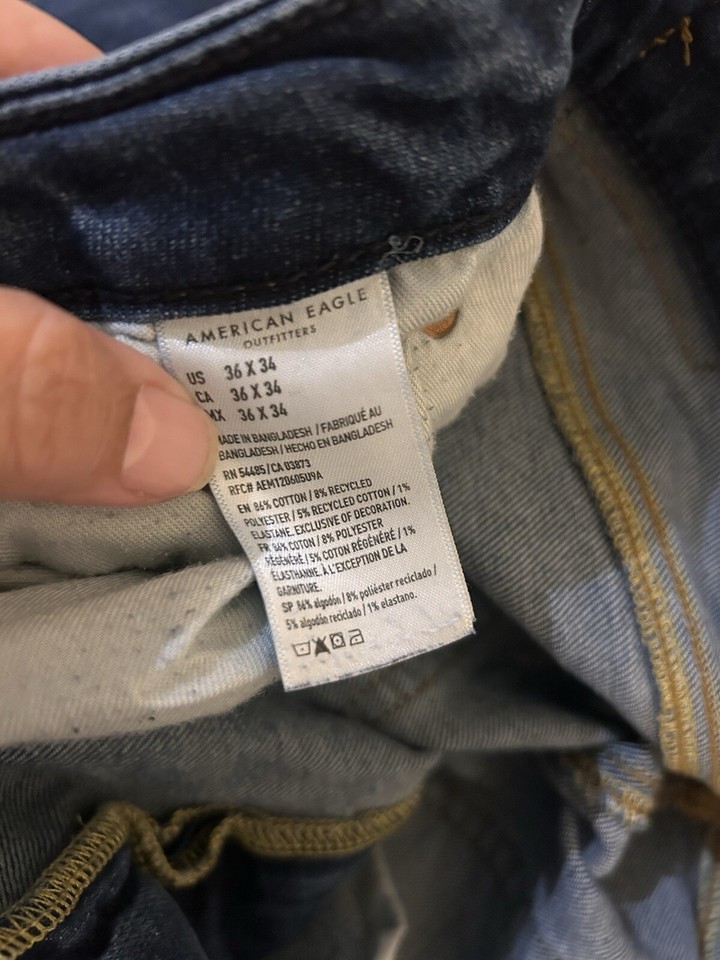 AMERICAN EAGLE
OUTFITTERS
US 36 X 34
CA 36 X 34
MX 36 X 34
MADE IN BANGLADESH / FABRIQUÉ AU
BANGLADESH / HECHO EN BANGLADESH
RN 54485/CA 03873
RFC# AEM120605U9A
EN 86% COTTON / 8% RECYCLED
POLYESTER / 5% RECYCLED COTTON / 1%
ELASTANE. EXCLUSIVE OF DECORATION.
FR 86% COTON / 8% POLYESTER
RÉGÉNÉRÉ / 5% COTON RÉGÉNÉRÉ / 1%
ÉLASTHANNE. À L'EXCEPTION DE LA
GARNITURE.
SP 86% algodón / 8% poliéster reciclado /
5% algodón reciclado / 1% elastano.